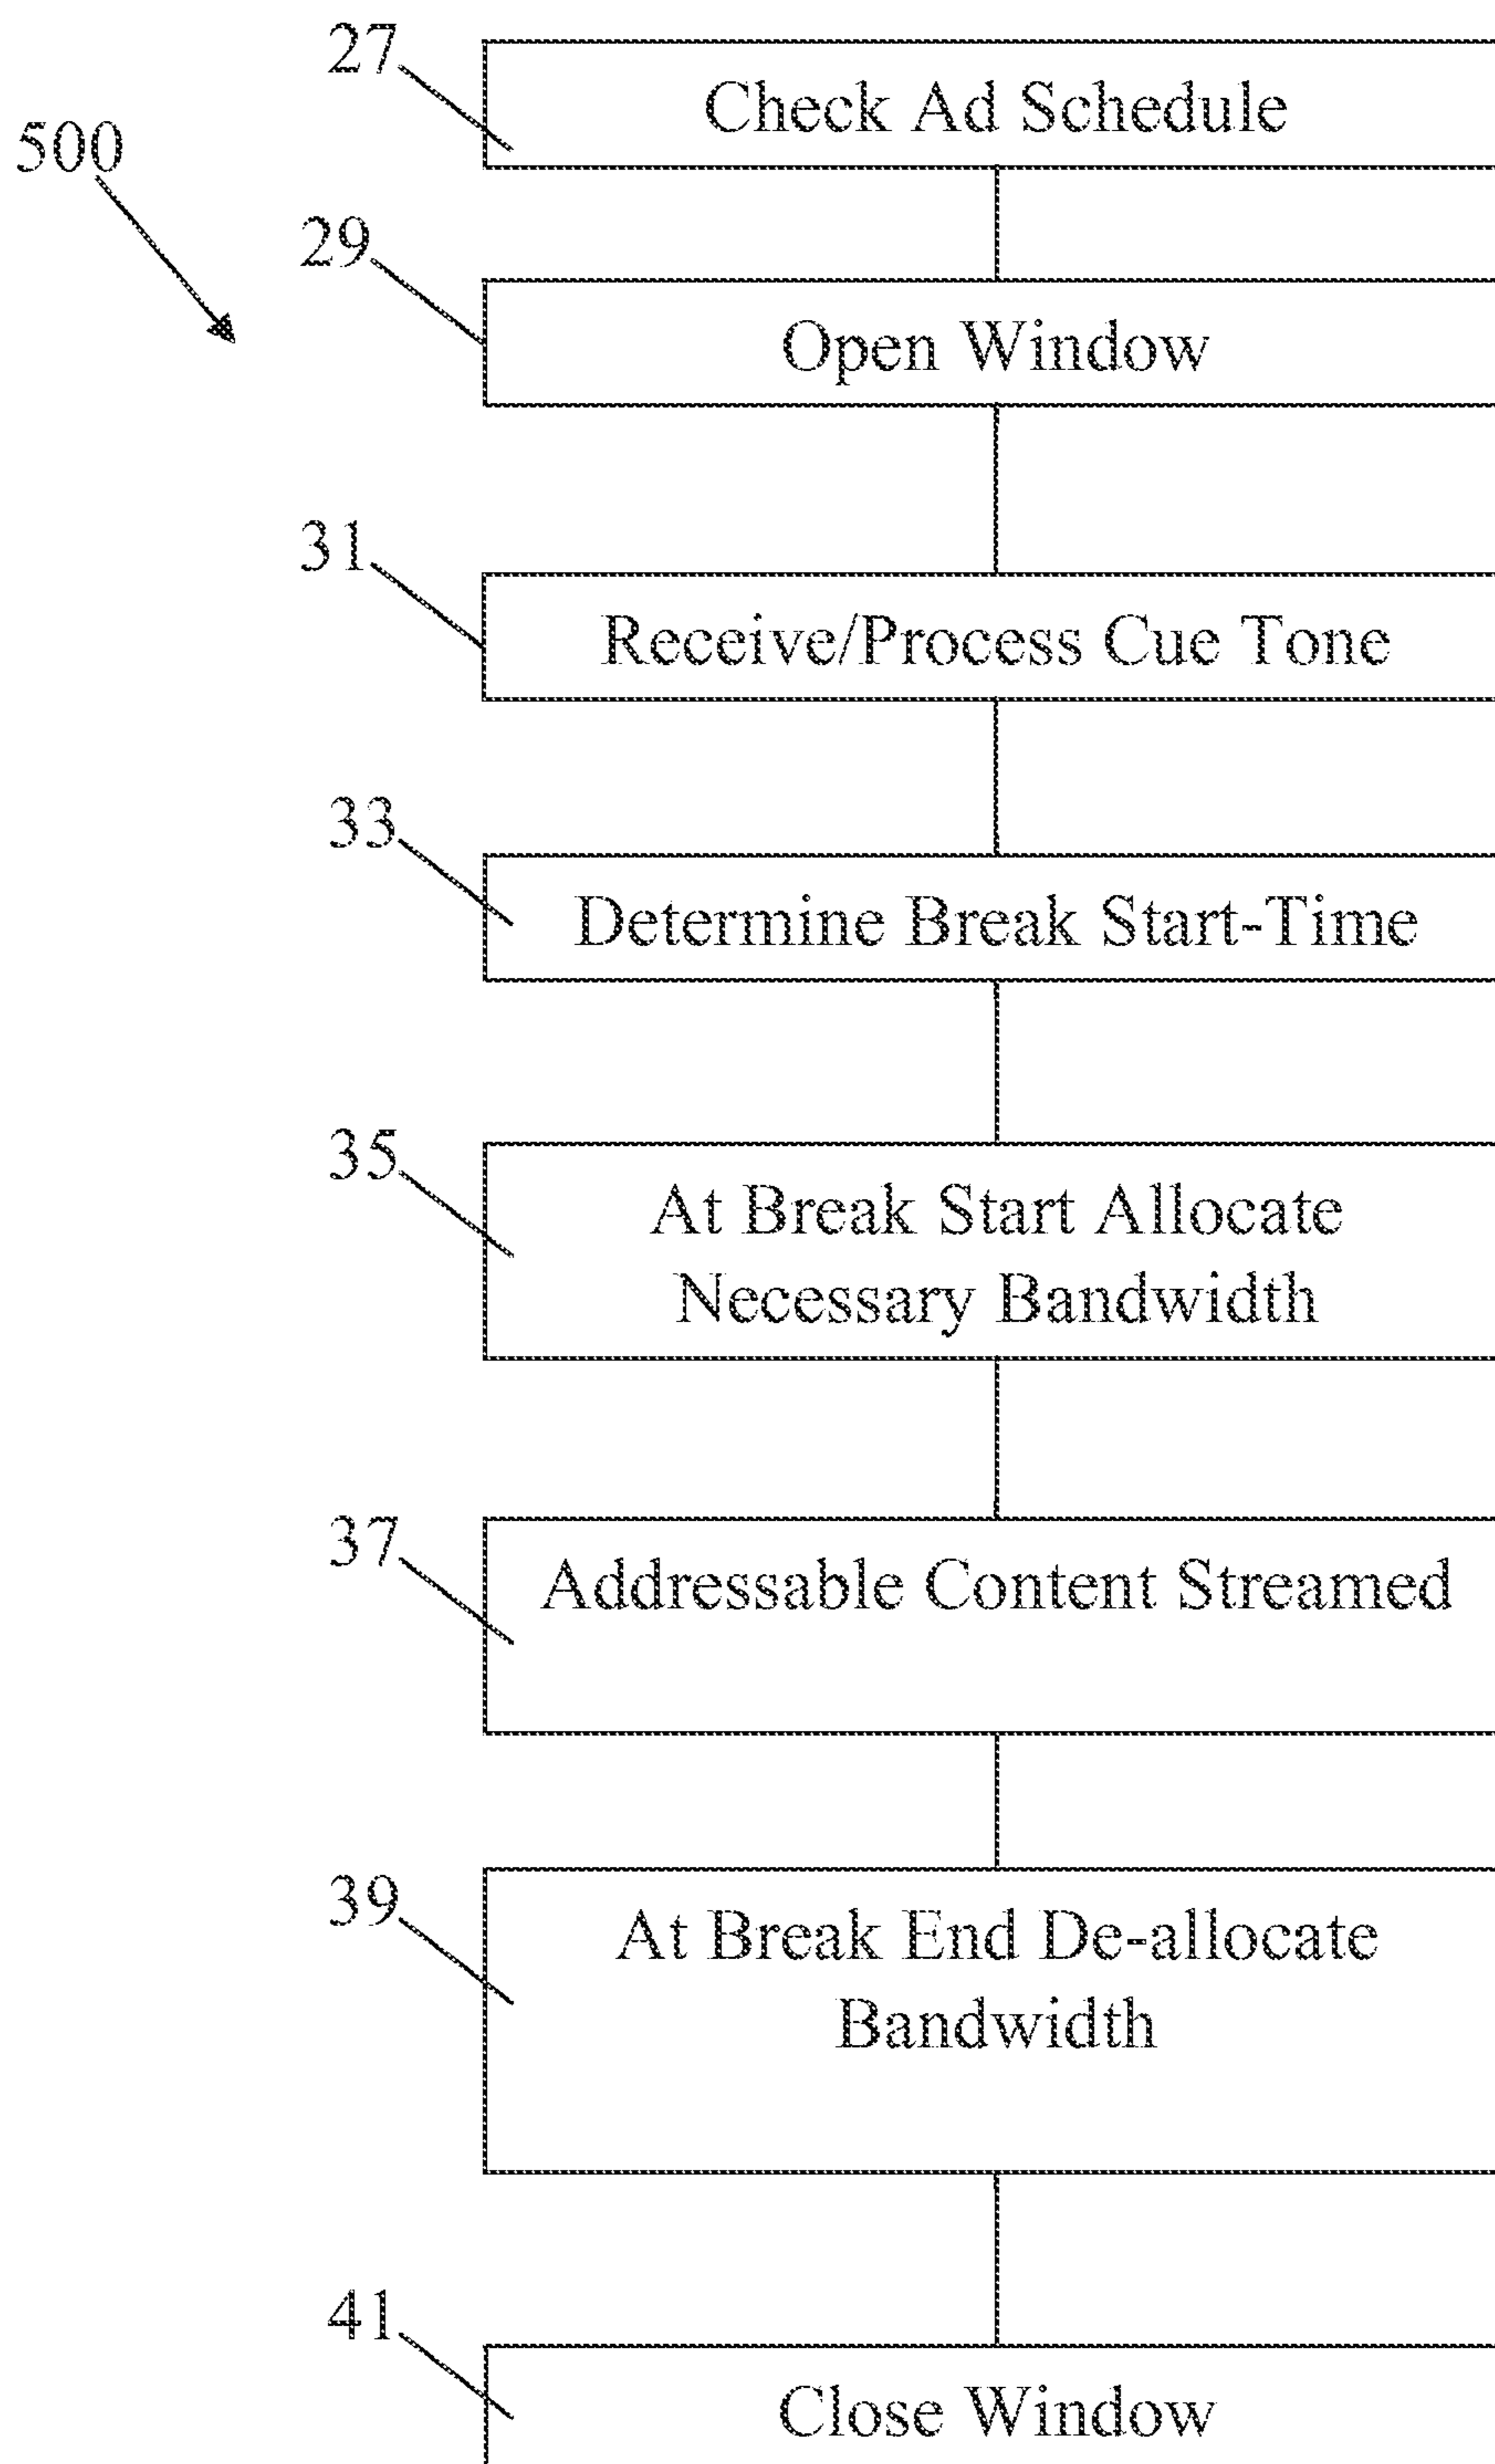 27
Check Ad Schedule
500
29
Open Window
31
Receive/Process Cue Tone
33
Determine Break Start-Time
35
At Break Start Allocate
Necessary Bandwidth
37
Addressable Content Streamed
39
At Break End De-allocate
Bandwidth
41
Close Window